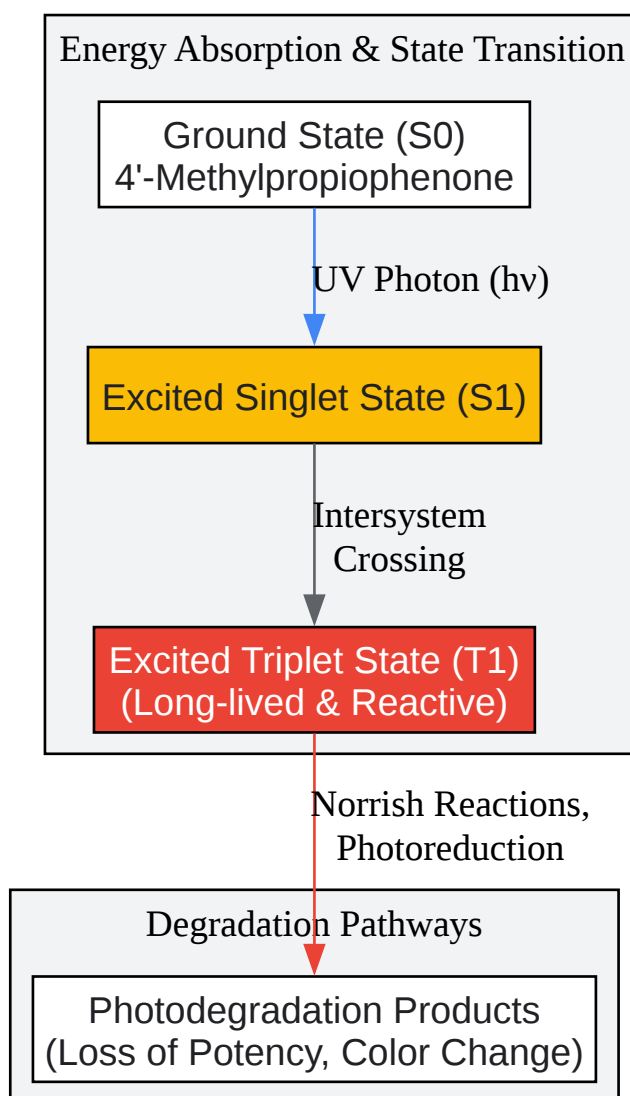 Energy Absorption & State Transition
Ground State (S0)
4'-Methylpropiophenone
UV Photon (hν)
Excited Singlet State (S1)
Intersystem
Crossing
Excited Triplet State (T1)
(Long-lived & Reactive)
Norrish Reactions,
Photoreduction
Degradation Pathways
Photodegradation Products
(Loss of Potency, Color Change)